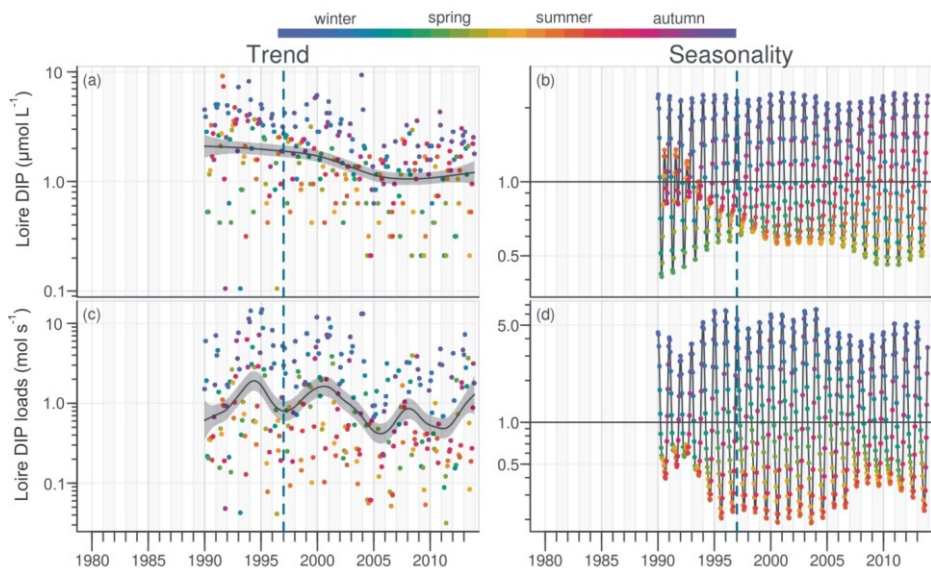 winter spring summer autumn
Trend Seasonality
(a) (b)
Loire DIP (µmol L⁻¹)
10
1.0
0.1
1.0
0.5
(c) (d)
Loire DIP loads (mol s⁻¹)
10
1.0
0.1
5.0
1.0
0.5
1980 1985 1990 1995 2000 2005 2010 1980 1985 1990 1995 2000 2005 2010